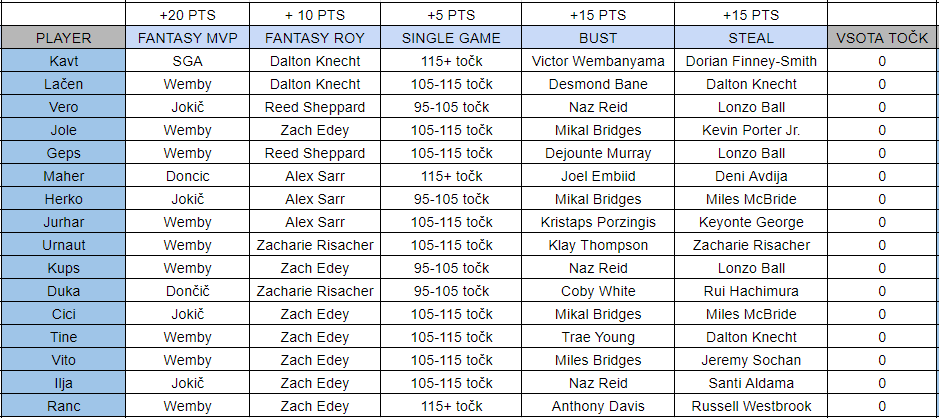 +20 PTS + 10 PTS +5 PTS +15 PTS +15 PTS
PLAYER FANTASY MVP FANTASY ROY SINGLE GAME BUST STEAL VSOTA TOČK
Kavt SGA Dalton Knecht 115+ točk Victor Wembanyama Dorian Finney-Smith 0
Lačen Wemby Dalton Knecht 105-115 točk Desmond Bane Dalton Knecht 0
Vero Jokič Reed Sheppard 95-105 točk Naz Reid Lonzo Ball 0
Jole Wemby Zach Edey 105-115 točk Mikal Bridges Kevin Porter Jr. 0
Geps Wemby Reed Sheppard 105-115 točk Dejounte Murray Lonzo Ball 0
Maher Doncic Alex Sarr 115+ točk Joel Embiid Deni Avdija 0
Herko Jokič Alex Sarr 95-105 točk Mikal Bridges Miles McBride 0
Jurhar Wemby Alex Sarr 105-115 točk Kristaps Porzingis Keyonte George 0
Urnaut Wemby Zacharie Risacher 105-115 točk Klay Thompson Zacharie Risacher 0
Kups Wemby Zach Edey 95-105 točk Naz Reid Lonzo Ball 0
Duka Dončič Zacharie Risacher 95-105 točk Coby White Rui Hachimura 0
Cici Jokič Zach Edey 105-115 točk Mikal Bridges Miles McBride 0
Tine Wemby Zach Edey 105-115 točk Trae Young Dalton Knecht 0
Vito Wemby Zach Edey 105-115 točk Miles Bridges Jeremy Sochan 0
Ilja Jokič Zach Edey 105-115 točk Naz Reid Santi Aldama 0
Ranc Wemby Zach Edey 115+ točk Anthony Davis Russell Westbrook 0